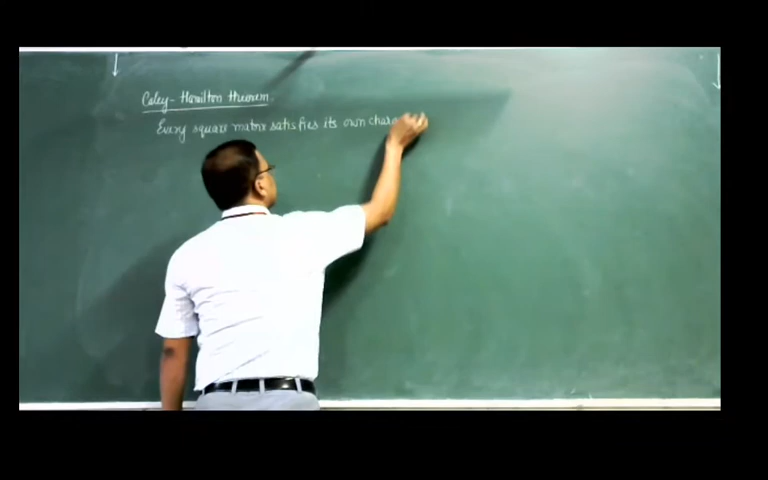 Caley - Hamilton theorem.
Every square matrix satisfies its own chara